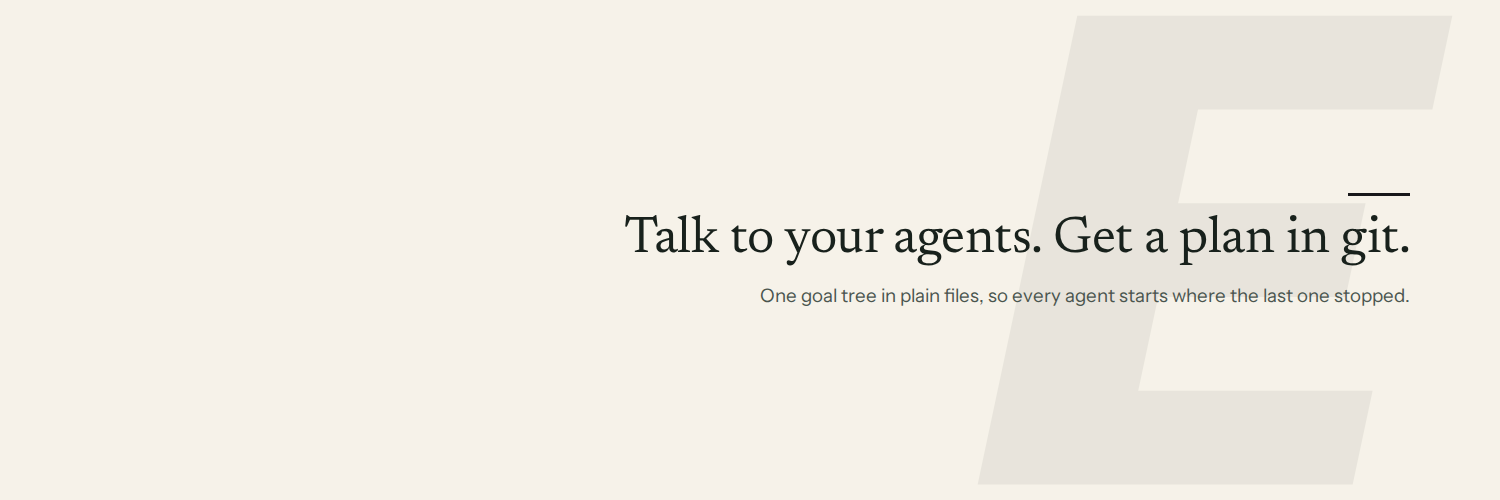 Talk to your agents. Get a plan in git.
One goal tree in plain files, so every agent starts where the last one stopped.